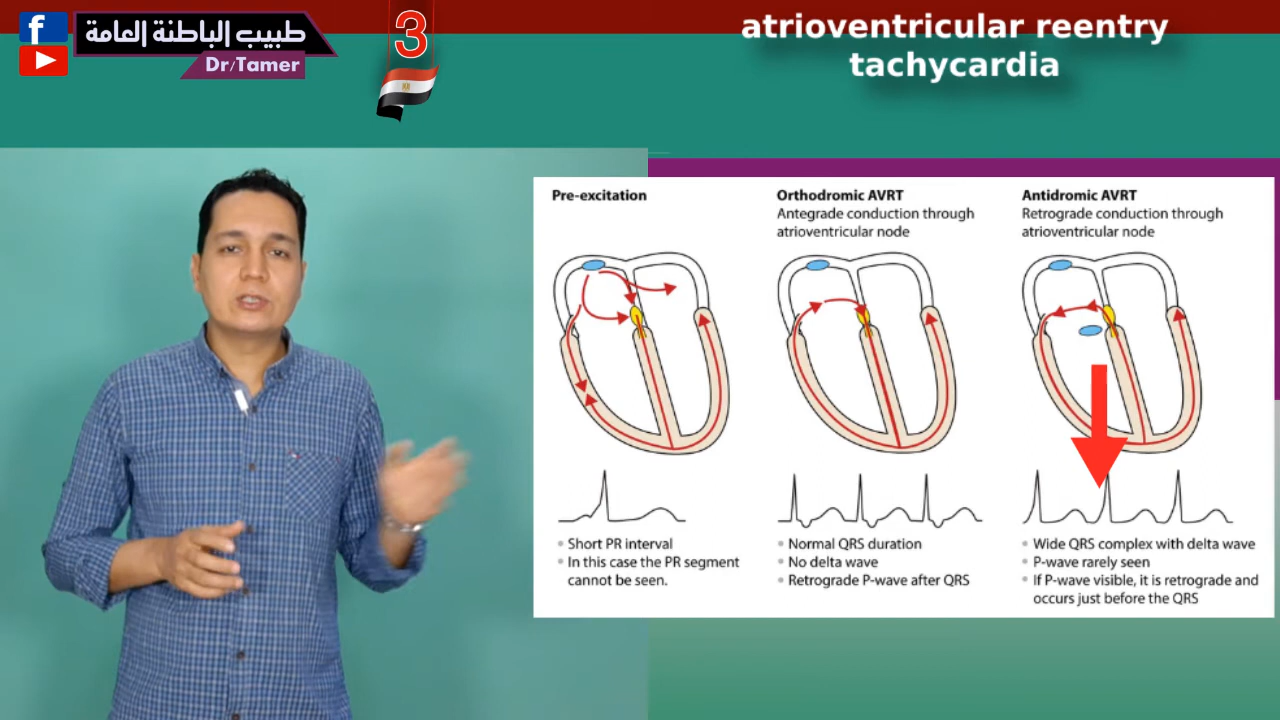 f
طبيب الباطنة العامة
Dr/Tamer
3
atrioventricular reentry
tachycardia
Pre-excitation
Orthodromic AVRT
Antegrade conduction through
atrioventricular node
Antidromic AVRT
Retrograde conduction through
atrioventricular node
Short PR interval
In this case the PR segment
cannot be seen.
Normal QRS duration
No delta wave
Retrograde P-wave after QRS
Wide QRS complex with delta wave
P-wave rarely seen
If P-wave visible, it is retrograde and
occurs just before the QRS